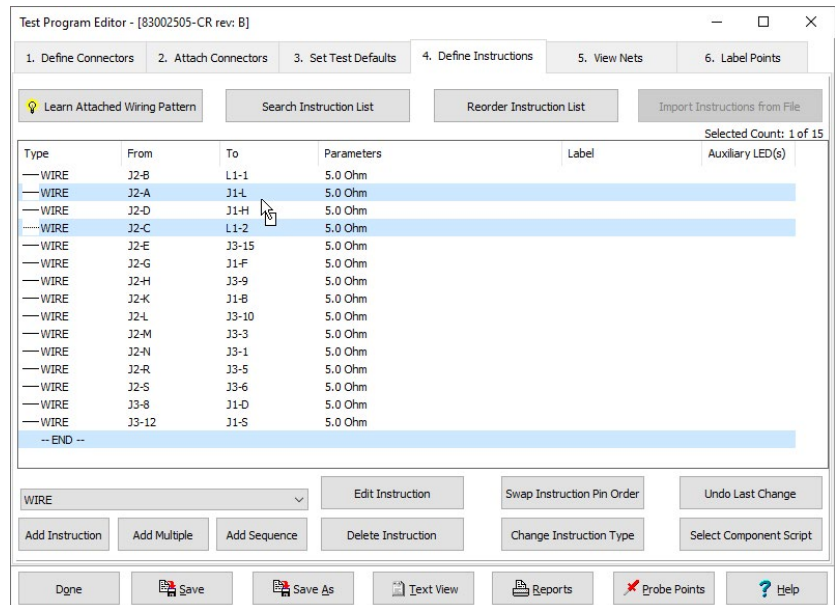 Test Program Editor - [83002505-CR rev: B]
1. Define Connectors 2. Attach Connectors 3. Set Test Defaults 4. Define Instructions 5. View Nets 6. Label Points
Learn Attached Wiring Pattern Search Instruction List Reorder Instruction List Import Instructions from File
Selected Count: 1 of 15
Type From To Parameters Label Auxiliary LED(s)
WIRE J2-B L1-1 5.0 Ohm
WIRE J2-A J1-L 5.0 Ohm
WIRE J2-D J1-H 5.0 Ohm
WIRE J2-C L1-2 5.0 Ohm
WIRE J2-E J3-15 5.0 Ohm
WIRE J2-G J1-F 5.0 Ohm
WIRE J2-H J3-9 5.0 Ohm
WIRE J2-K J1-B 5.0 Ohm
WIRE J2-L J3-10 5.0 Ohm
WIRE J2-M J3-3 5.0 Ohm
WIRE J2-N J3-1 5.0 Ohm
WIRE J2-R J3-5 5.0 Ohm
WIRE J2-S J3-6 5.0 Ohm
WIRE J3-8 J1-D 5.0 Ohm
WIRE J3-12 J1-S 5.0 Ohm
-- END --
WIRE Edit Instruction Swap Instruction Pin Order Undo Last Change
Add Instruction Add Multiple Add Sequence Delete Instruction Change Instruction Type Select Component Script
Done Save Save As Text View Reports Probe Points Help